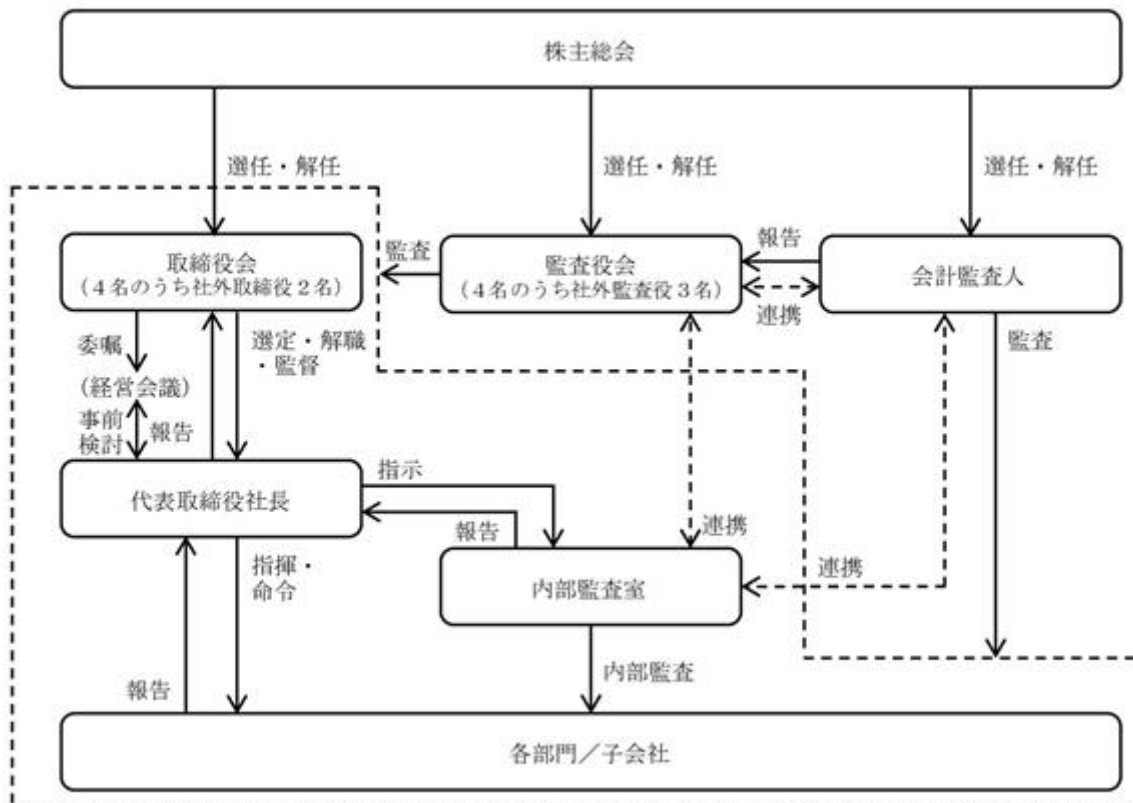 株主総会
選任・解任
選任・解任
選任・解任
取締役会
(4名のうち社外取締役2名)
監査
監査役会
(4名のうち社外監査役3名)
報告
連携
会計監査人
委嘱
(経営会議)
事前
検討
報告
選定・解職
・監督
監査
代表取締役社長
指示
報告
連携
連携
内部監査室
指揮・
命令
報告
内部監査
各部門/子会社